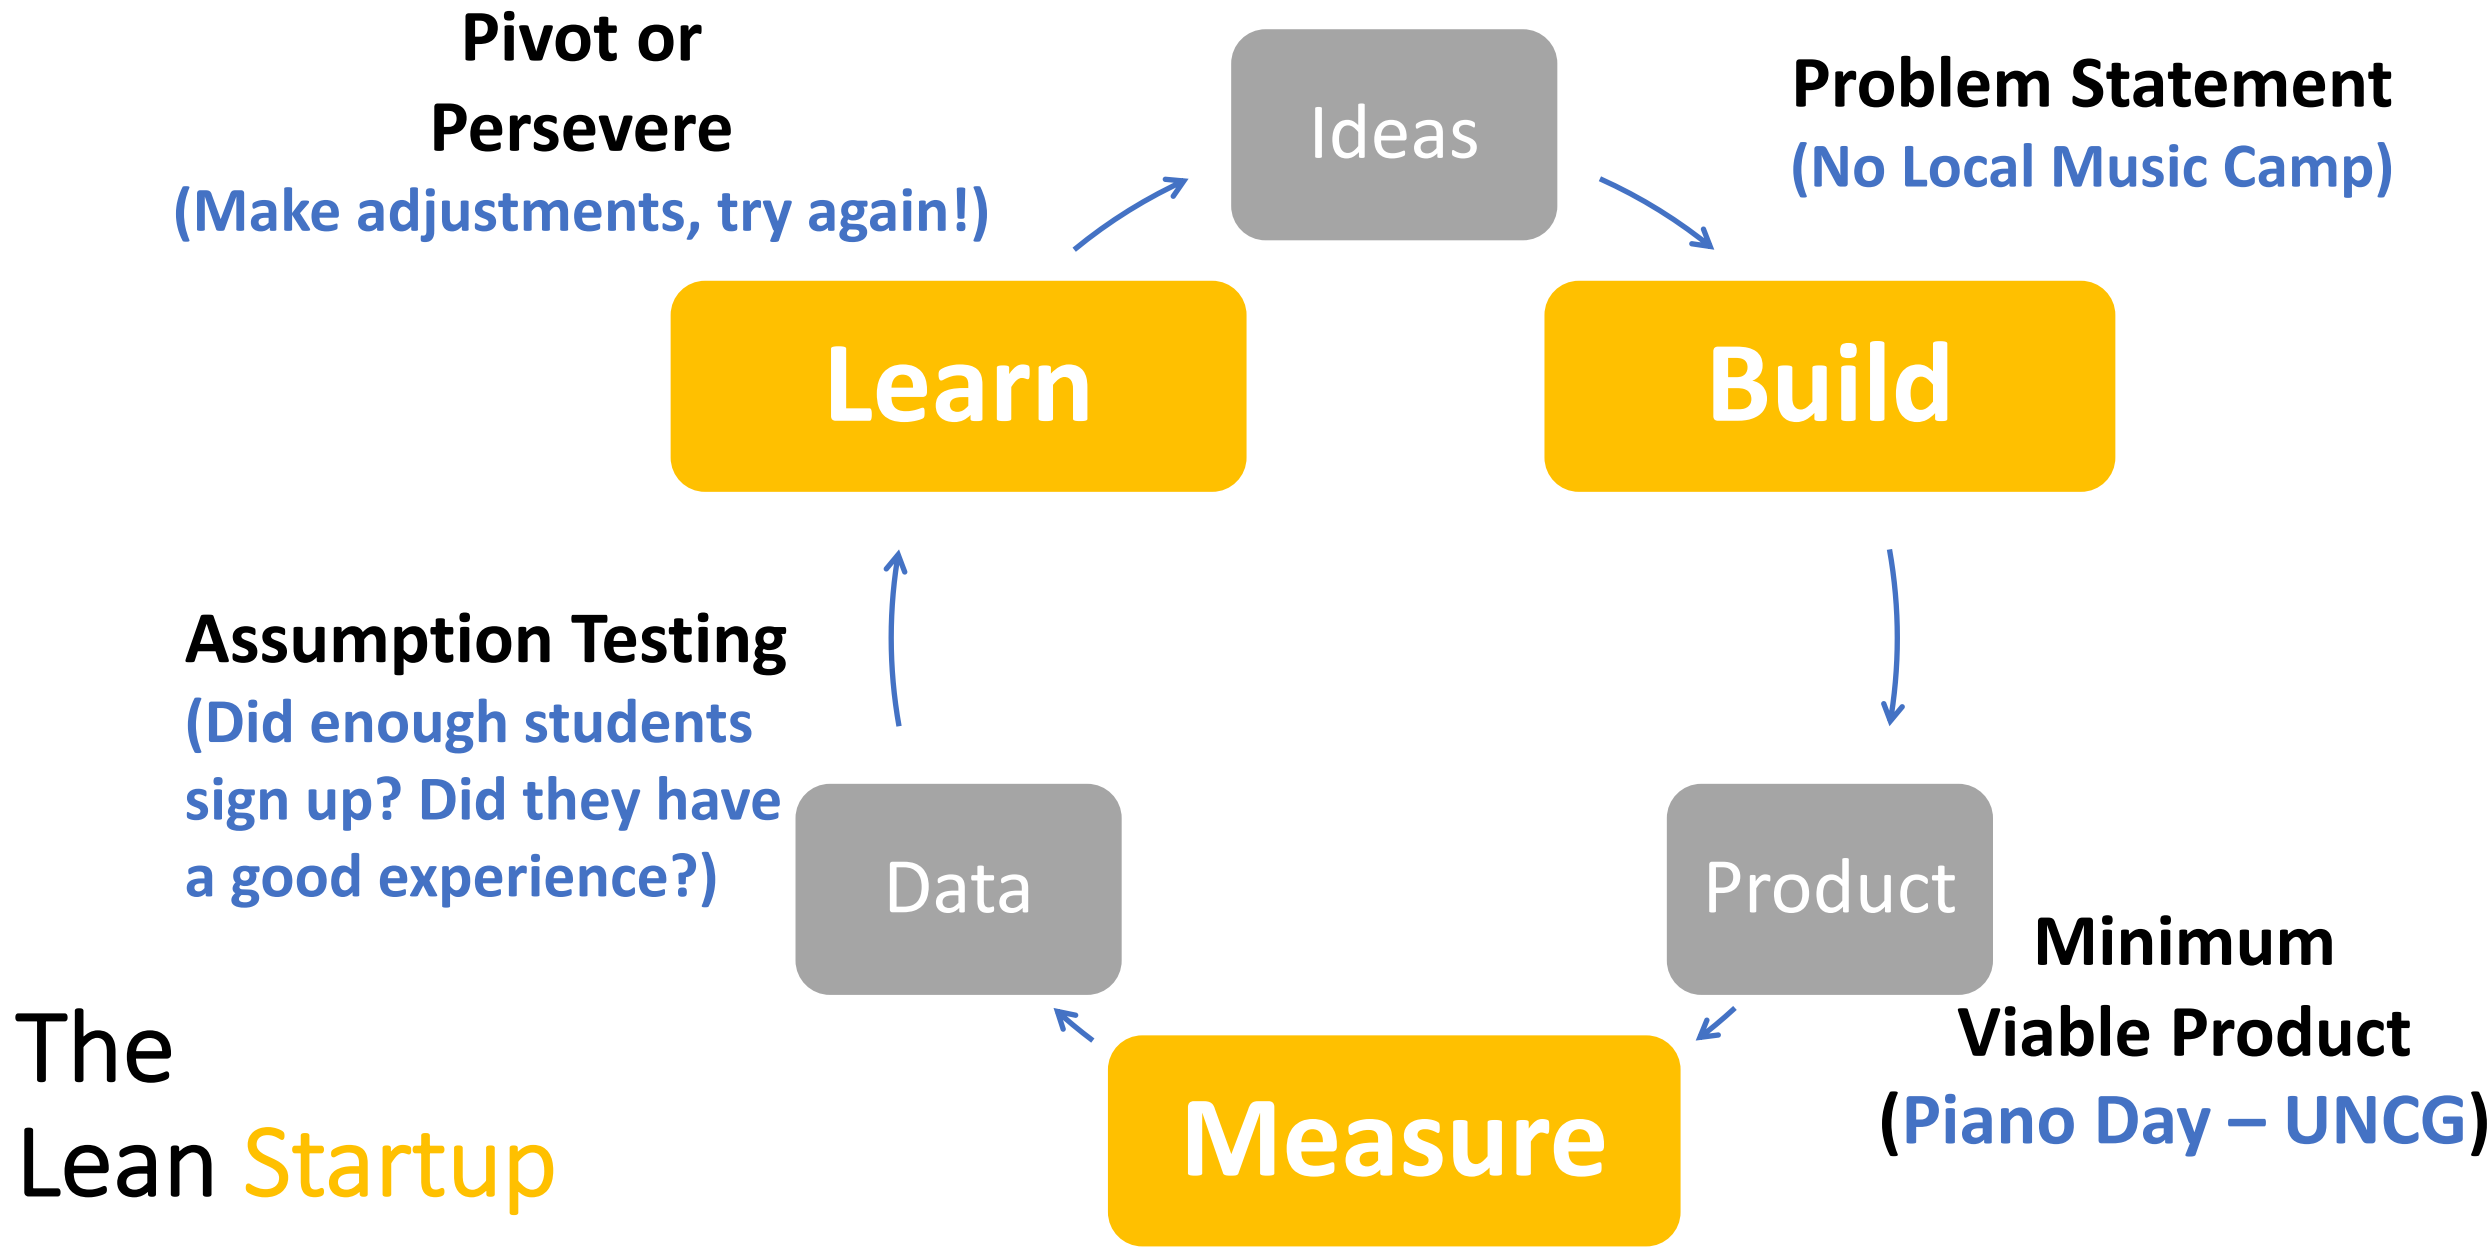 Pivot or
Persevere
(Make adjustments, try again!)
Ideas
Problem Statement
(No Local Music Camp)
Learn
Build
Assumption Testing
(Did enough students
sign up? Did they have
a good experience?)
Data
Product
Minimum
Viable Product
(Piano Day – UNCG)
Measure
The
Lean Startup